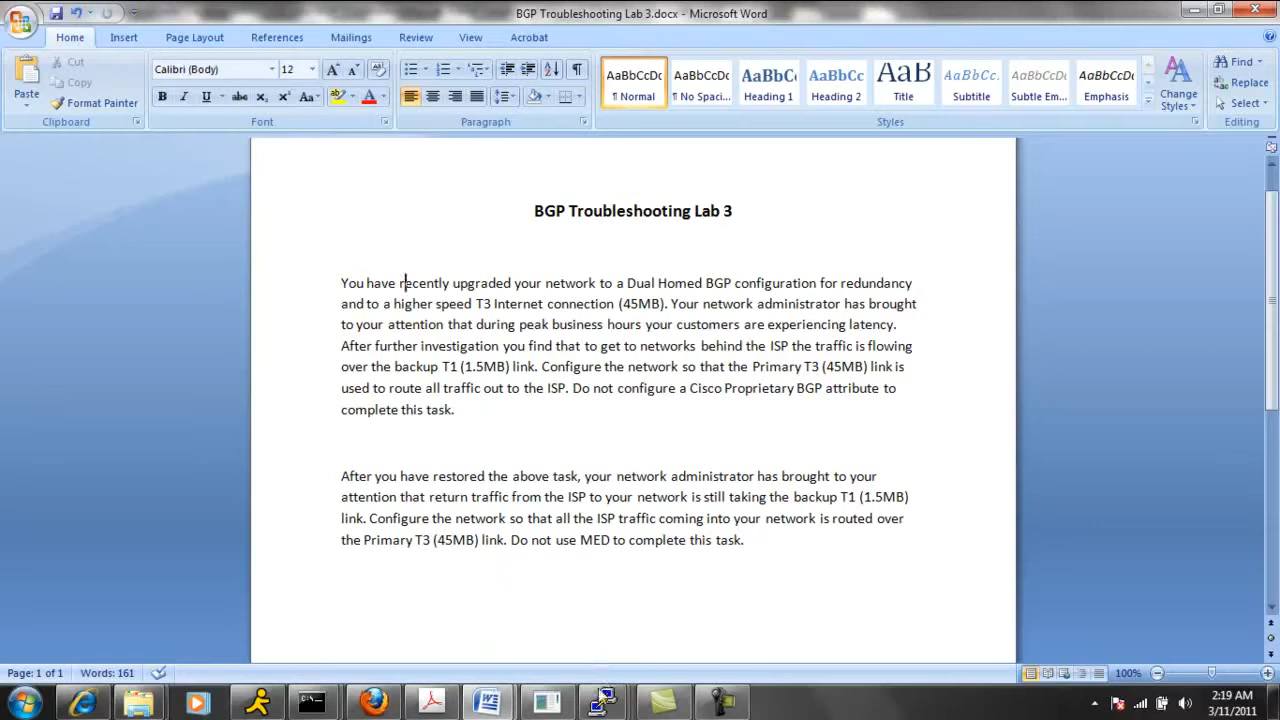 BGP Troubleshooting Lab 3.docx - Microsoft Word
Home Insert Page Layout References Mailings Review View Acrobat
Paste
Cut
Copy
Format Painter
Clipboard
Calibri (Body) 12
Font
Paragraph
AaBbCcDc AaBbCcDc AaBbC AaBbCc AaB AaBbCc. AaBbCcDc AaBbCcDc
¶ Normal ¶ No Spaci... Heading 1 Heading 2 Title Subtitle Subtle Em... Emphasis
Change
Styles
Styles
Find
Replace
Select
Editing
BGP Troubleshooting Lab 3
You have recently upgraded your network to a Dual Homed BGP configuration for redundancy
and to a higher speed T3 Internet connection (45MB). Your network administrator has brought
to your attention that during peak business hours your customers are experiencing latency.
After further investigation you find that to get to networks behind the ISP the traffic is flowing
over the backup T1 (1.5MB) link. Configure the network so that the Primary T3 (45MB) link is
used to route all traffic out to the ISP. Do not configure a Cisco Proprietary BGP attribute to
complete this task.
After you have restored the above task, your network administrator has brought to your
attention that return traffic from the ISP to your network is still taking the backup T1 (1.5MB)
link. Configure the network so that all the ISP traffic coming into your network is routed over
the Primary T3 (45MB) link. Do not use MED to complete this task.
Page: 1 of 1 Words: 161 100%
2:19 AM
3/11/2011